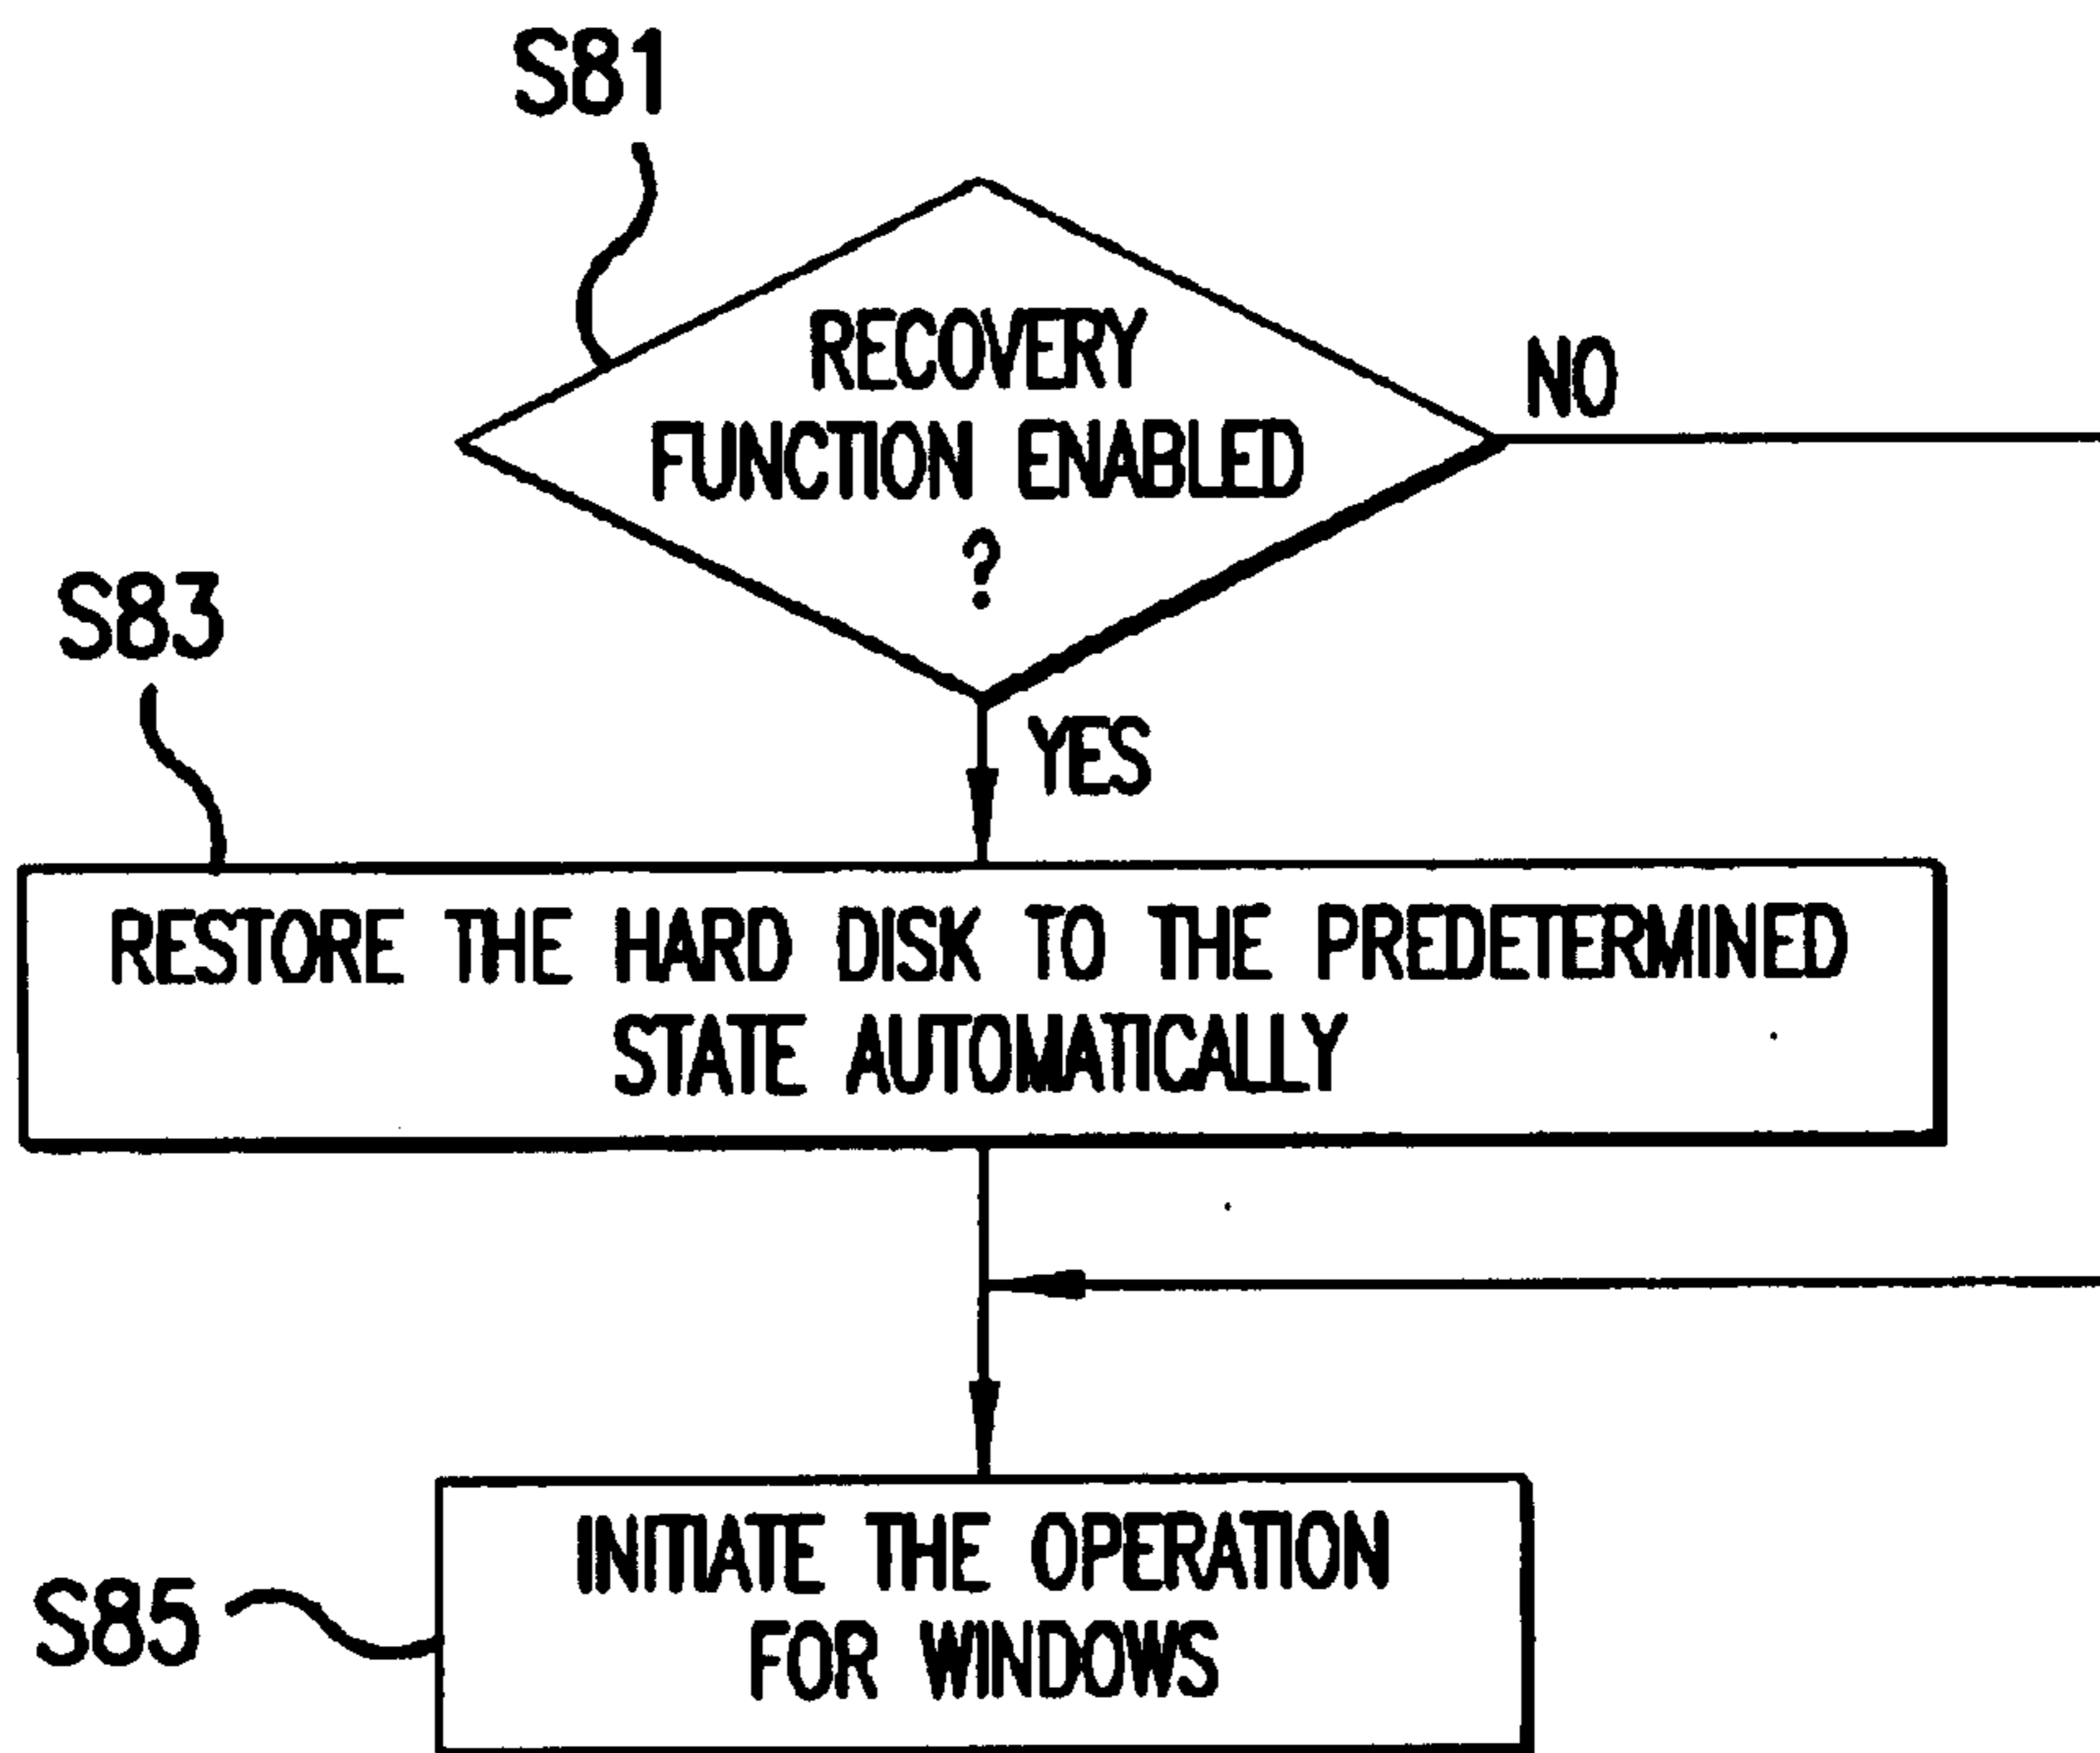 S81
RECOVERY
FUNCTION ENABLED
?
NO
YES
S83
RESTORE THE HARD DISK TO THE PREDETERMINED
STATE AUTOMATICALLY
INITIATE THE OPERATION
FOR WINDOWS
S85